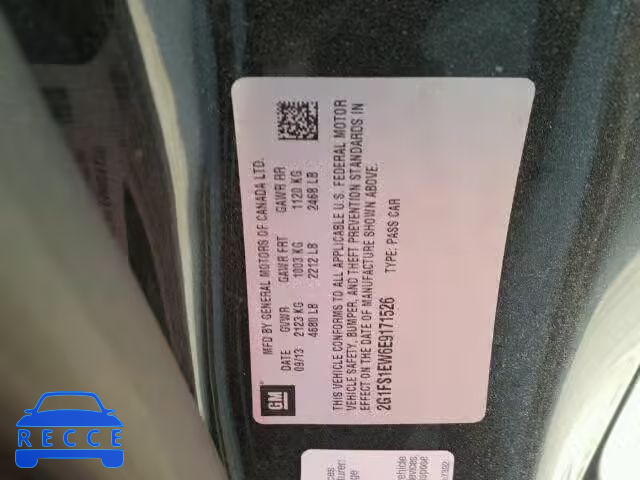 MFD BY GENERAL MOTORS OF CANADA LTD.
DATE GVWR GAWR FRT GAWR RR
09/13 2123 KG 1003 KG 1120 KG
4680 LB 2212 LB 2468 LB
THIS VEHICLE CONFORMS TO ALL APPLICABLE U.S. FEDERAL MOTOR
VEHICLE SAFETY, BUMPER, AND THEFT PREVENTION STANDARDS IN
EFFECT ON THE DATE OF MANUFACTURE SHOWN ABOVE.
2G1FS1EW6E9171526 TYPE: PASS CAR
GM
RECCE
vehicle
devices.